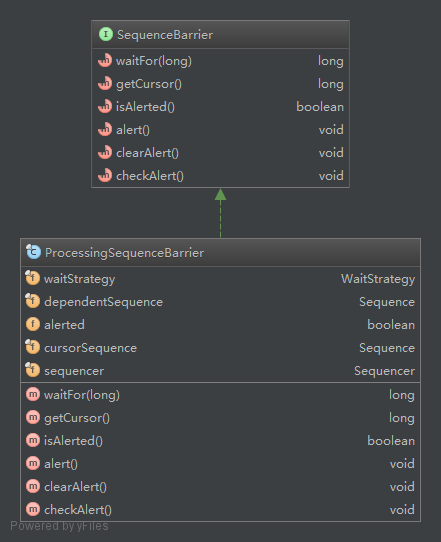 SequenceBarrier
waitFor(long) long
getCursor() long
isAlerted() boolean
alert() void
clearAlert() void
checkAlert() void
ProcessingSequenceBarrier
waitStrategy WaitStrategy
dependentSequence Sequence
alerted boolean
cursorSequence Sequence
sequencer Sequencer
waitFor(long) long
getCursor() long
isAlerted() boolean
alert() void
clearAlert() void
checkAlert() void
Powered by yFiles